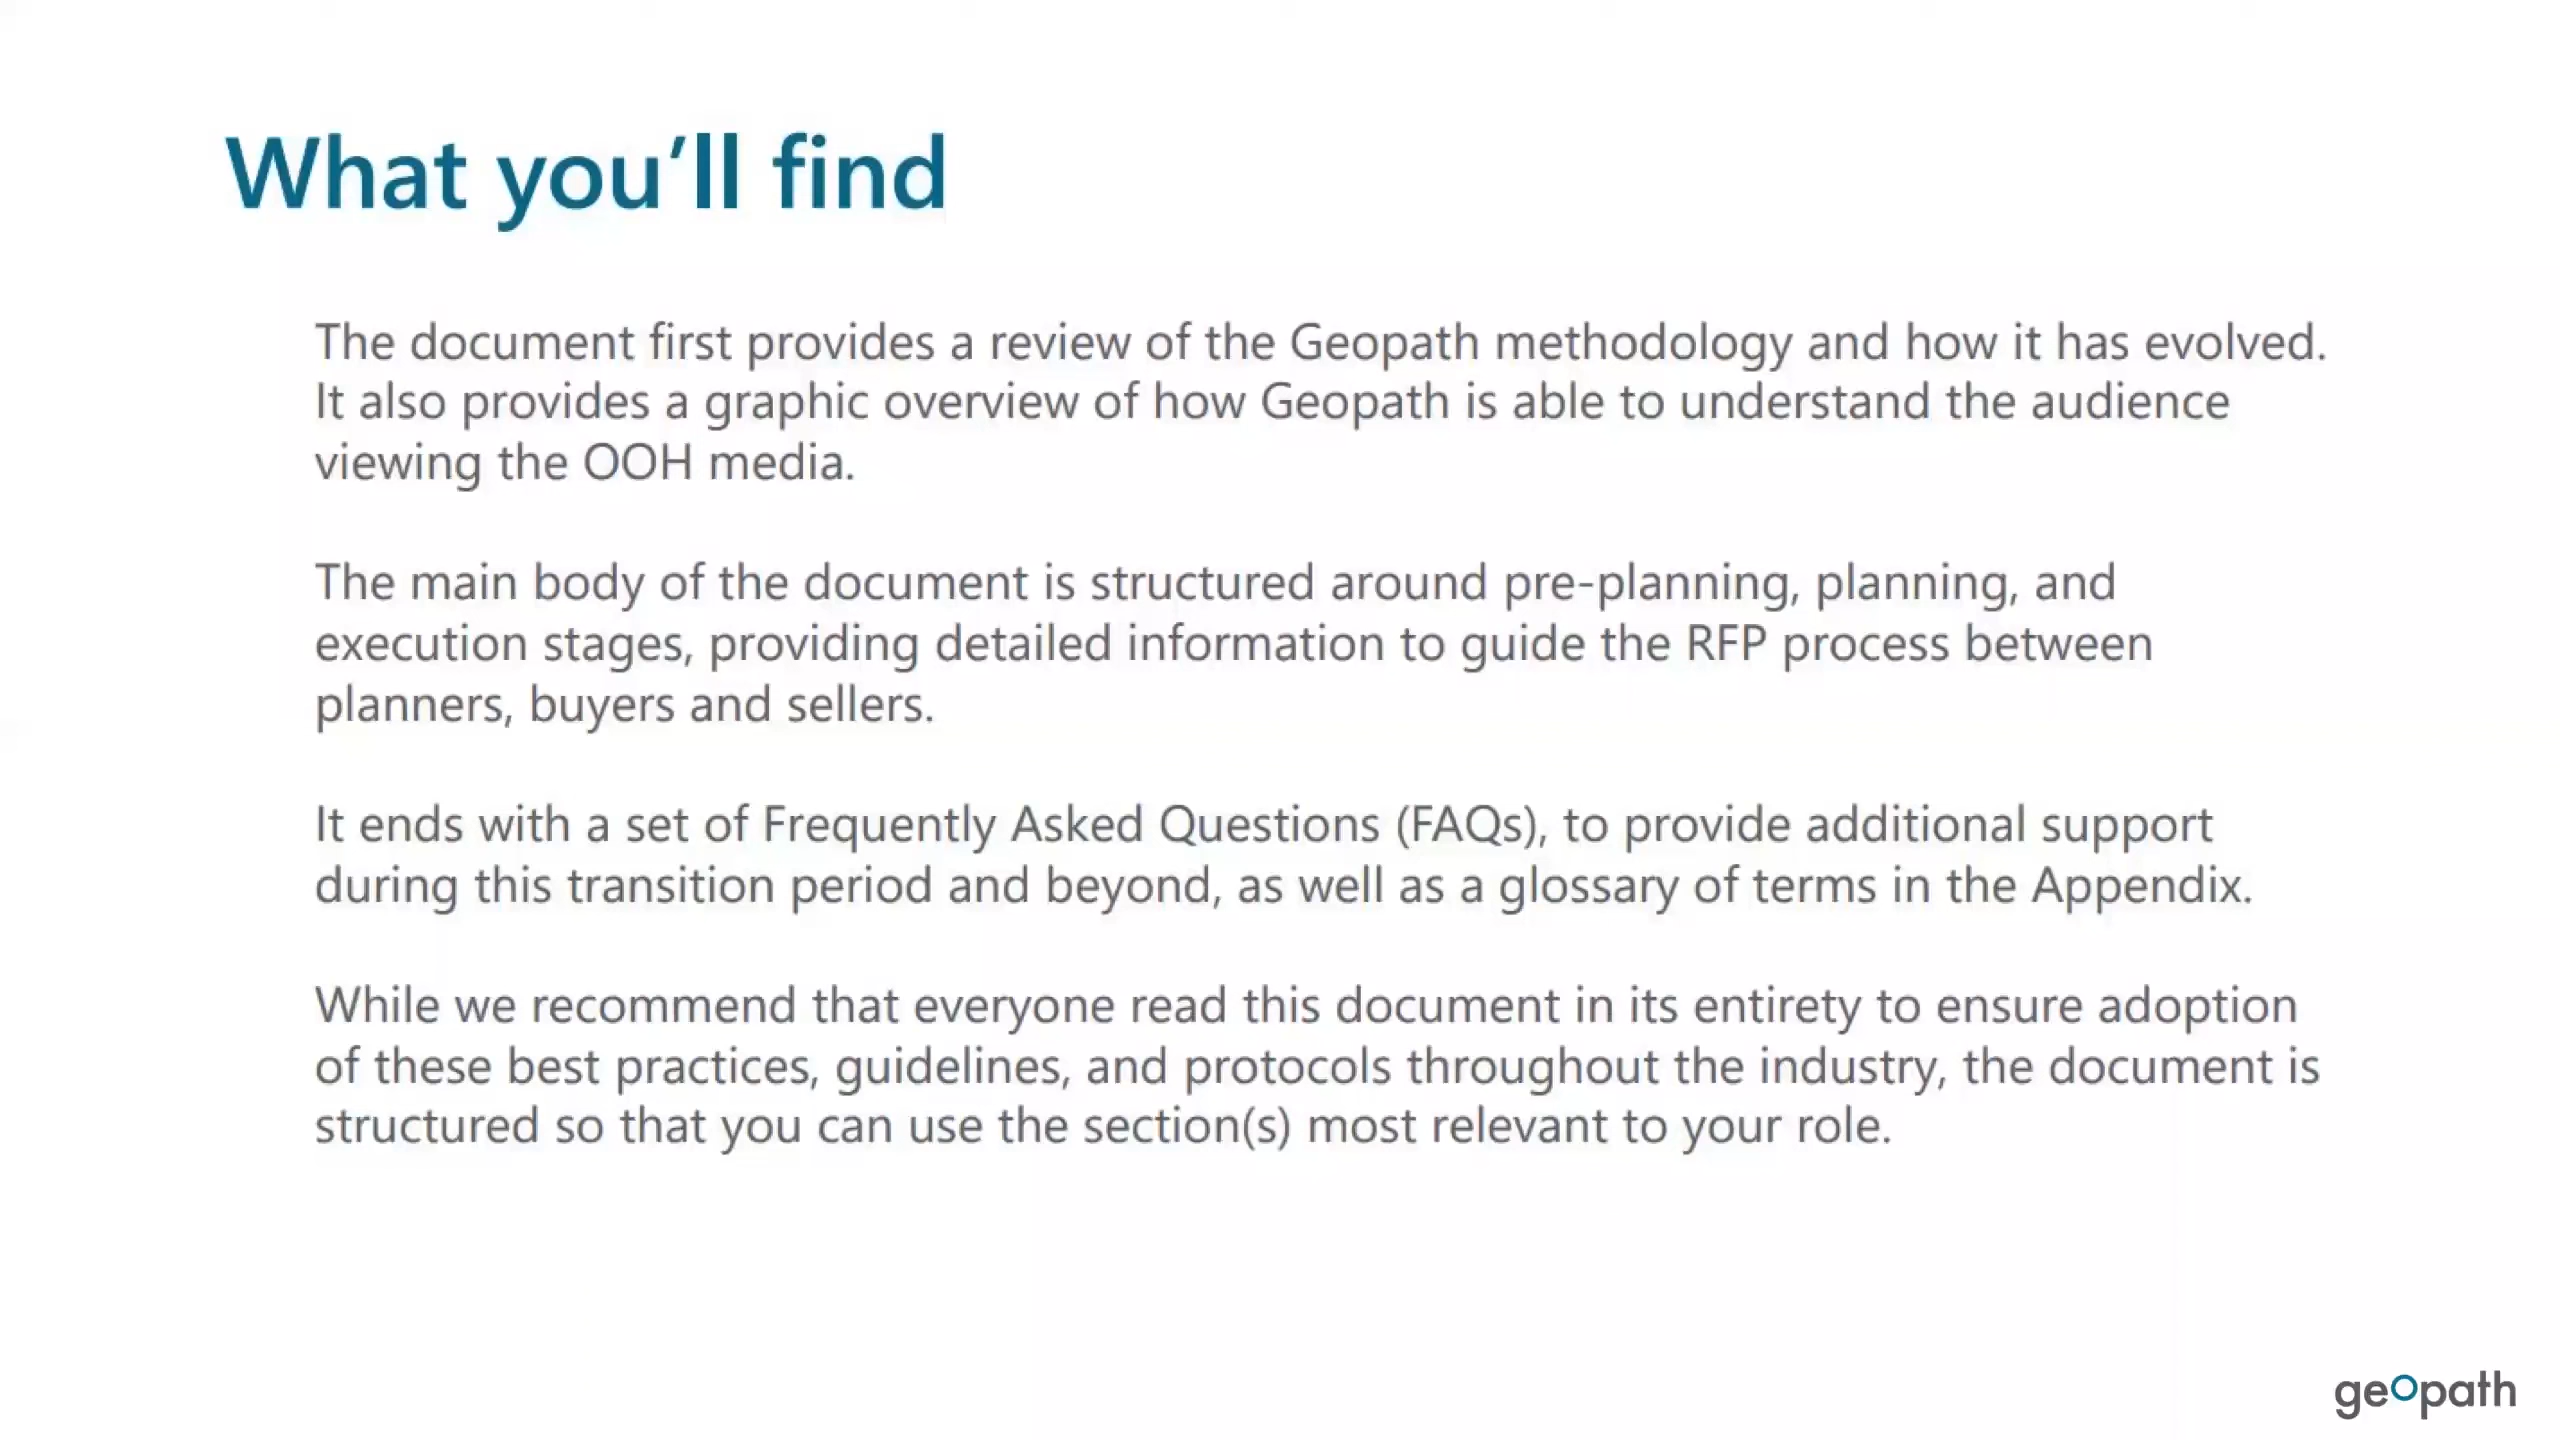 What you’ll find
The document first provides a review of the Geopath methodology and how it has evolved.
It also provides a graphic overview of how Geopath is able to understand the audience
viewing the OOH media.
The main body of the document is structured around pre-planning, planning, and
execution stages, providing detailed information to guide the RFP process between
planners, buyers and sellers.
It ends with a set of Frequently Asked Questions (FAQs), to provide additional support
during this transition period and beyond, as well as a glossary of terms in the Appendix.
While we recommend that everyone read this document in its entirety to ensure adoption
of these best practices, guidelines, and protocols throughout the industry, the document is
structured so that you can use the section(s) most relevant to your role.
geopath